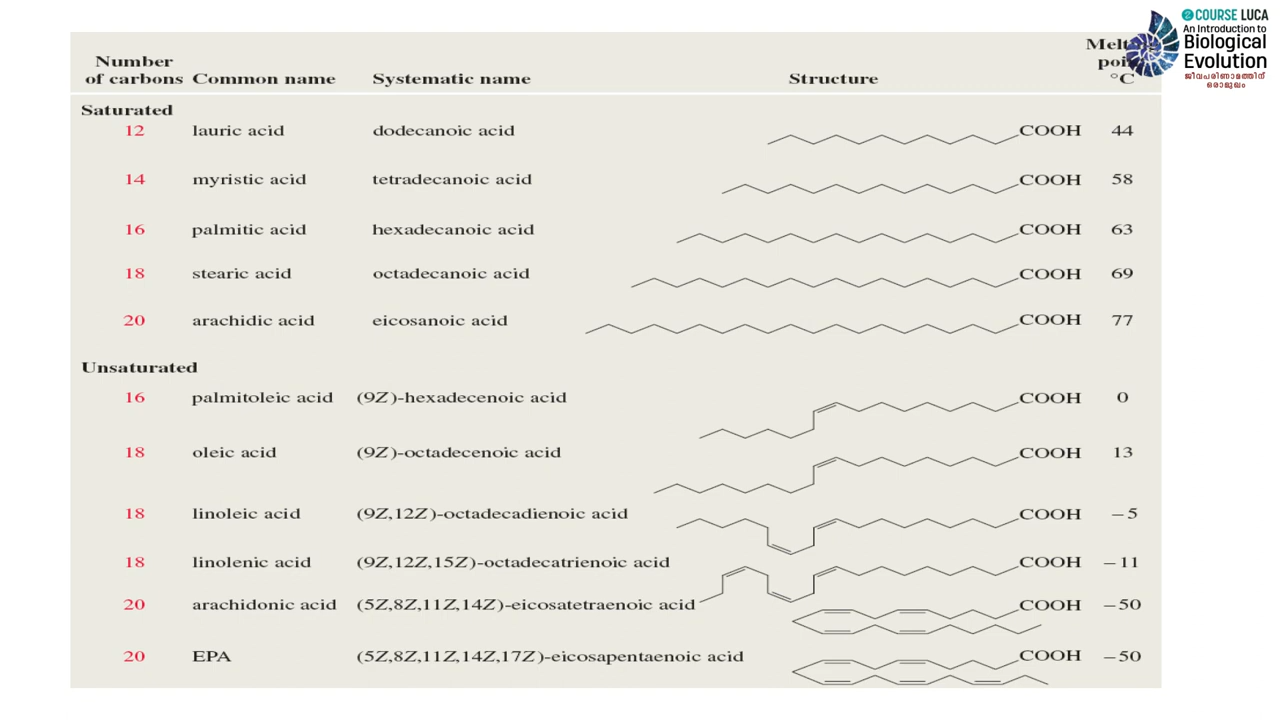 COURSE LUCA
An Introduction to
Biological
Evolution
ജീവപരിണാമത്തിന്
ഒരാമുഖം
Number of carbons Common name Systematic name Structure °C
Saturated
12 lauric acid dodecanoic acid COOH 44
14 myristic acid tetradecanoic acid COOH 58
16 palmitic acid hexadecanoic acid COOH 63
18 stearic acid octadecanoic acid COOH 69
20 arachidic acid eicosanoic acid COOH 77
Unsaturated
16 palmitoleic acid (9Z)-hexadecenoic acid COOH 0
18 oleic acid (9Z)-octadecenoic acid COOH 13
18 linoleic acid (9Z,12Z)-octadecadienoic acid COOH −5
18 linolenic acid (9Z,12Z,15Z)-octadecatrienoic acid COOH −11
20 arachidonic acid (5Z,8Z,11Z,14Z)-eicosatetraenoic acid COOH −50
20 EPA (5Z,8Z,11Z,14Z,17Z)-eicosapentaenoic acid COOH −50